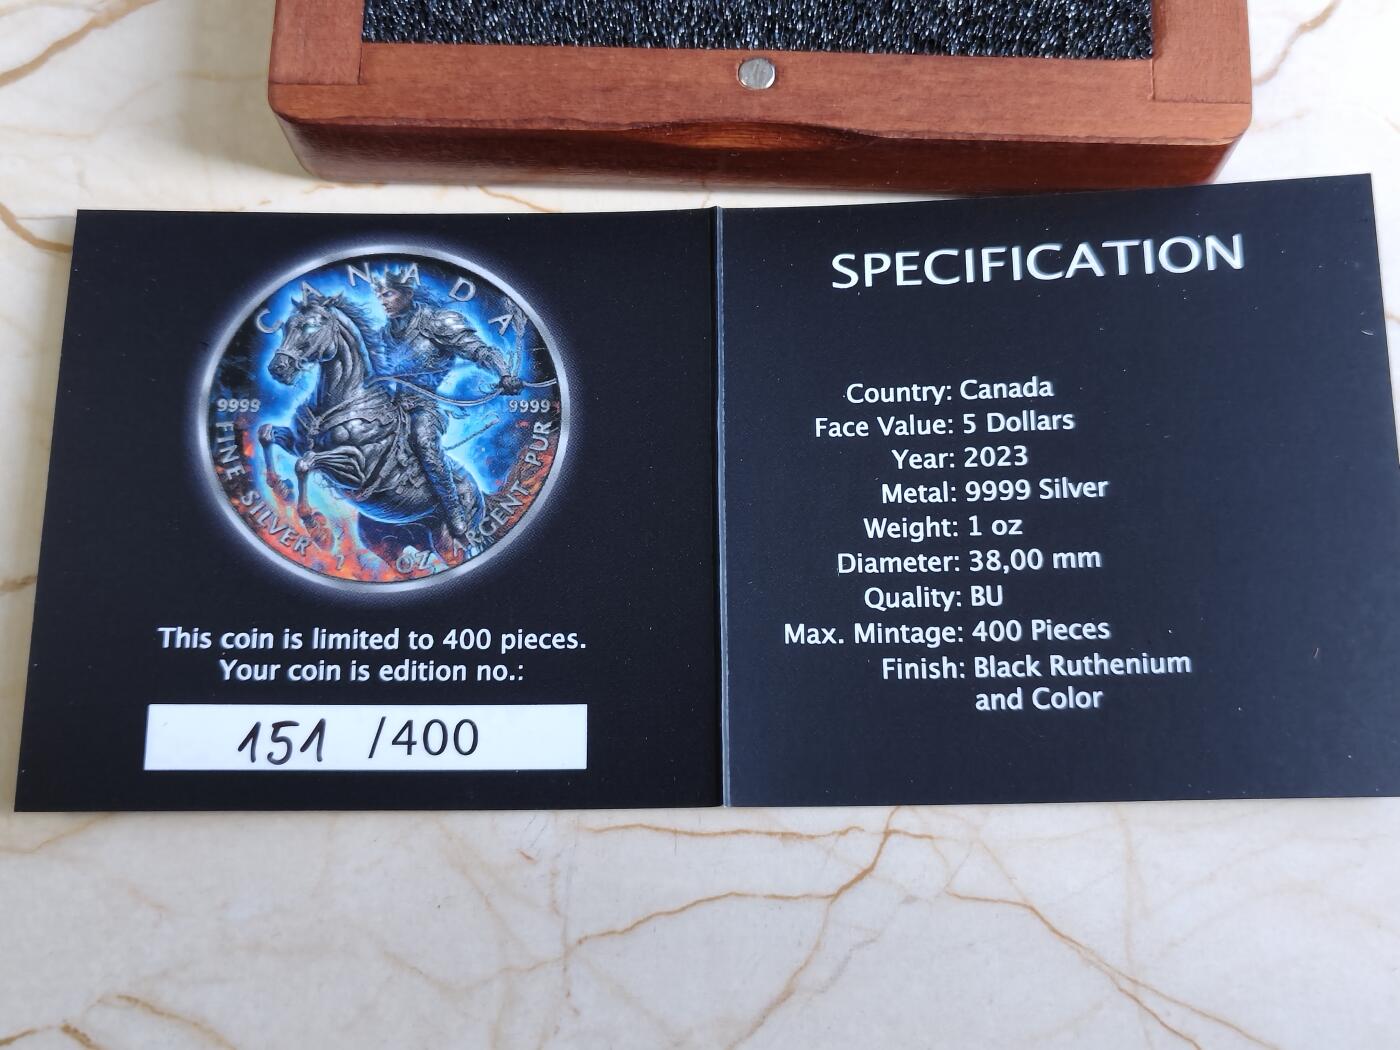 CANADA
9999
9999
FINE SILVER 1 OZ ARGENT PUR
This coin is limited to 400 pieces.
Your coin is edition no.:
151 /400
SPECIFICATION
Country: Canada
Face Value: 5 Dollars
Year: 2023
Metal: 9999 Silver
Weight: 1 oz
Diameter: 38,00 mm
Quality: BU
Max. Mintage: 400 Pieces
Finish: Black Ruthenium
and Color